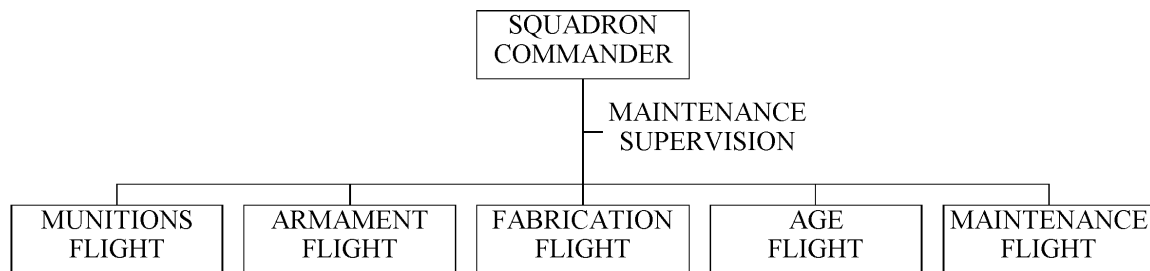 SQUADRON
COMMANDER
MAINTENANCE
SUPERVISION
MUNITIONS
FLIGHT
ARMAMENT
FLIGHT
FABRICATION
FLIGHT
AGE
FLIGHT
MAINTENANCE
FLIGHT